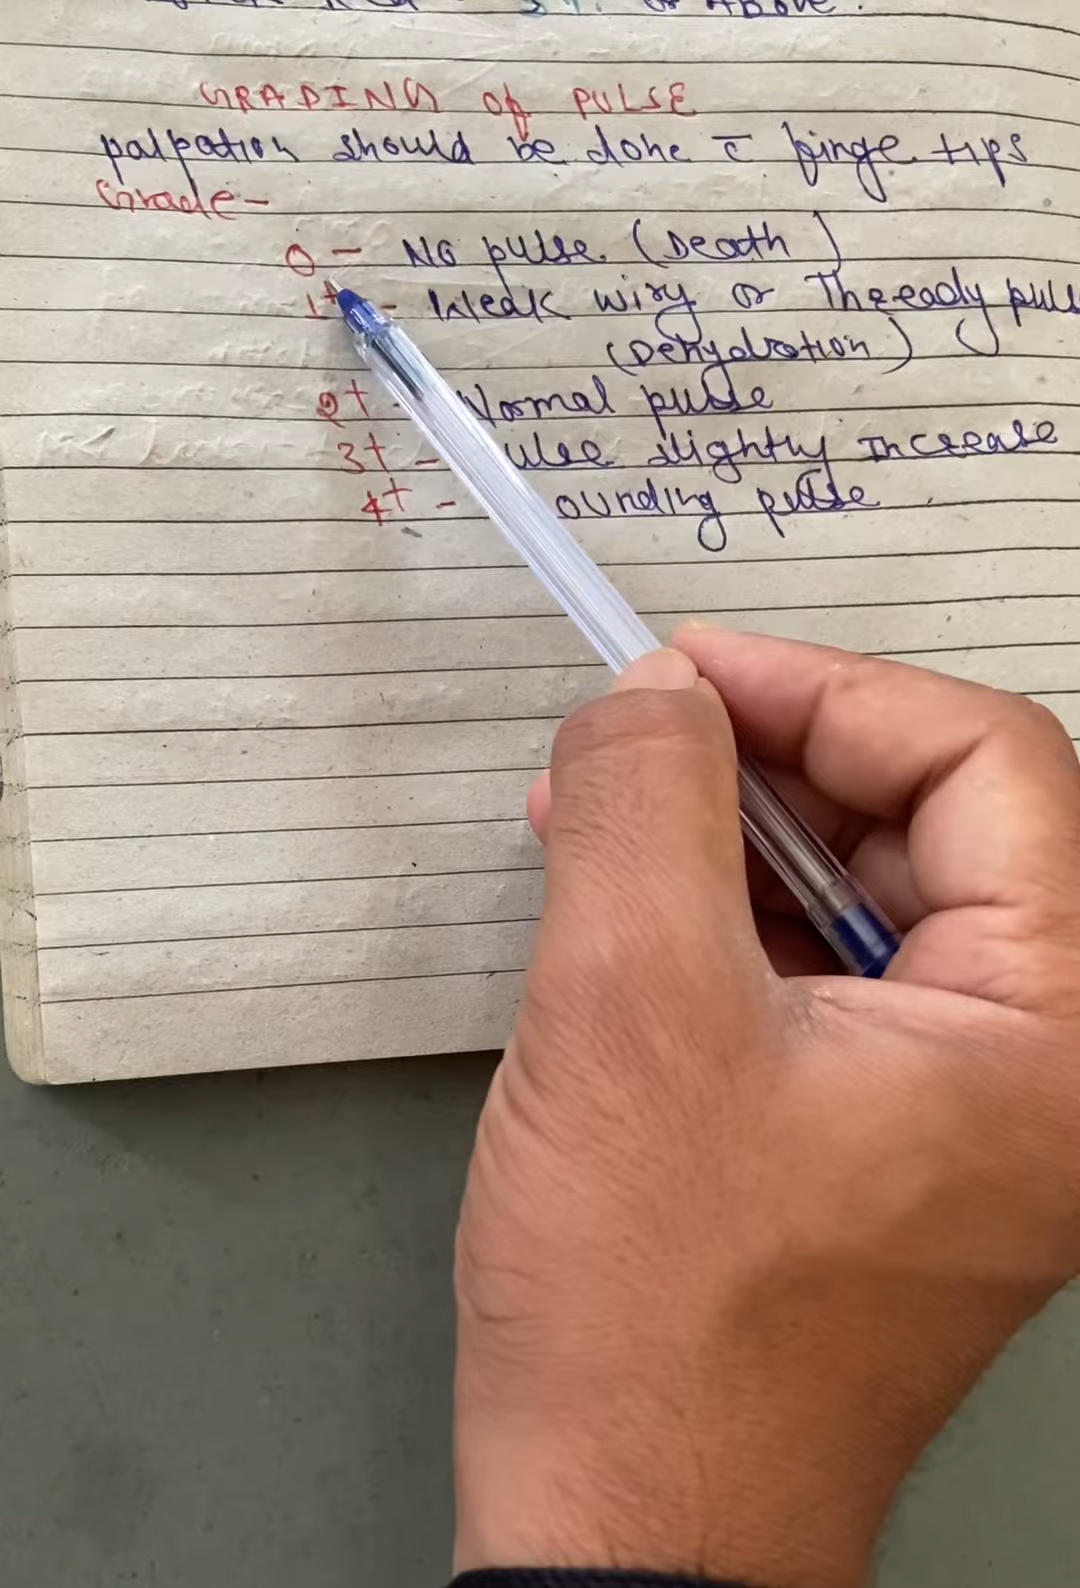 GRADING of PULSE
palpation should be done c̄ finge tips
Grade-
0 - NO pulse (Death)
1+ - Weak wiry or Thready pul
(Dehydration)
2+ - Normal pulse
3+ - ulse slightly Increase
4+ - ounding pulse